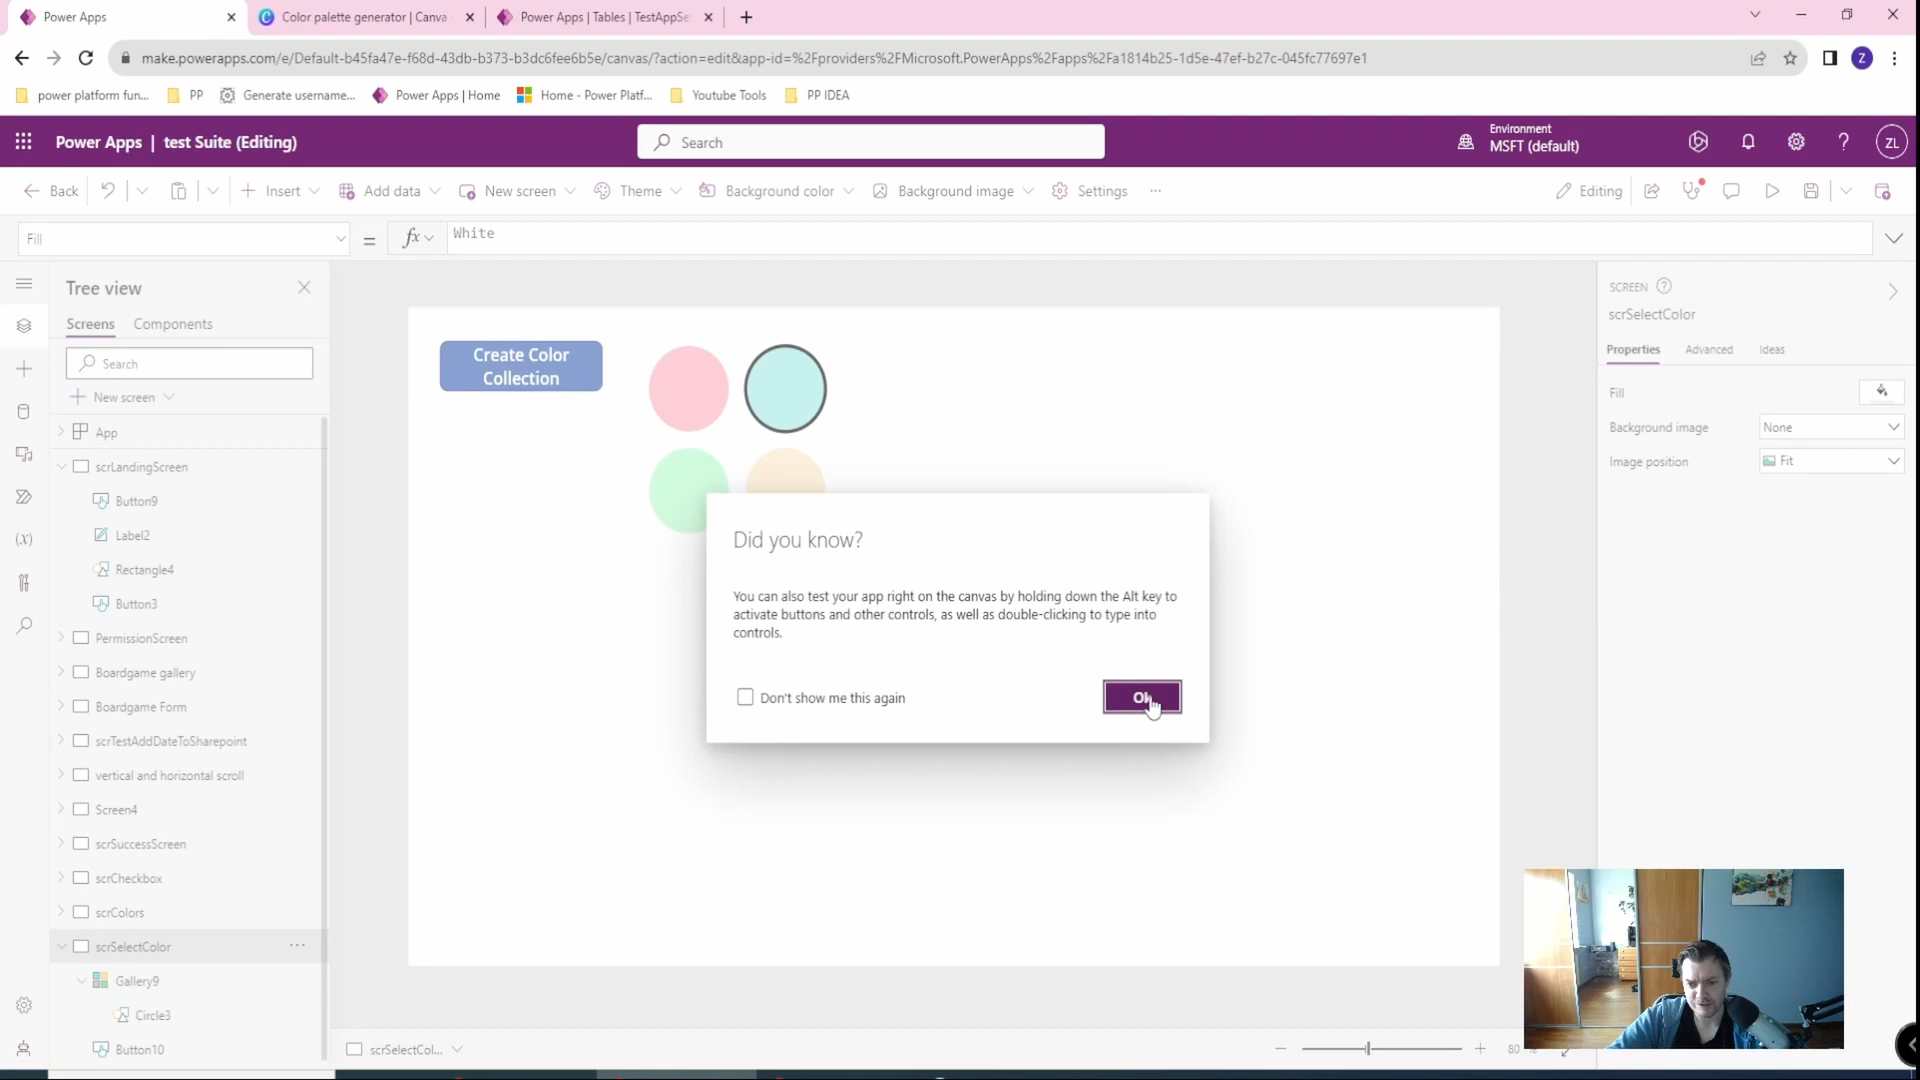 Power Apps
Color palette generator | Canva
Power Apps | Tables | TestAppSe
make.powerapps.com/e/Default-b45fa47e-f68d-43db-b373-b3dc6fee6b5e/canvas/?action=edit&app-id=%2Fproviders%2FMicrosoft.PowerApps%2Fapps%2Fa1814b25-1d5e-47ef-b27c-045fc77697e1
Z
power platform fun...
PP
Generate username...
Power Apps | Home
Home - Power Platf...
Youtube Tools
PP IDEA
Power Apps | test Suite (Editing)
Search
Environment
MSFT (default)
ZL
Back
Insert
Add data
New screen
Theme
Background color
Background image
Settings
...
Editing
Fill
=
fx
White
Tree view
Screens
Components
Search
New screen
App
scrLandingScreen
Button9
Label2
Rectangle4
Button3
PermissionScreen
Boardgame gallery
Boardgame Form
scrTestAddDateToSharepoint
vertical and horizontal scroll
Screen4
scrSuccessScreen
scrCheckbox
scrColors
scrSelectColor
...
Gallery9
Circle3
Button10
Create Color
Collection
Did you know?
You can also test your app right on the canvas by holding down the Alt key to
activate buttons and other controls, as well as double-clicking to type into
controls.
Don't show me this again
SCREEN
scrSelectColor
Properties
Advanced
Ideas
Fill
Background image
None
Image position
Fit
scrSelectCol...
80